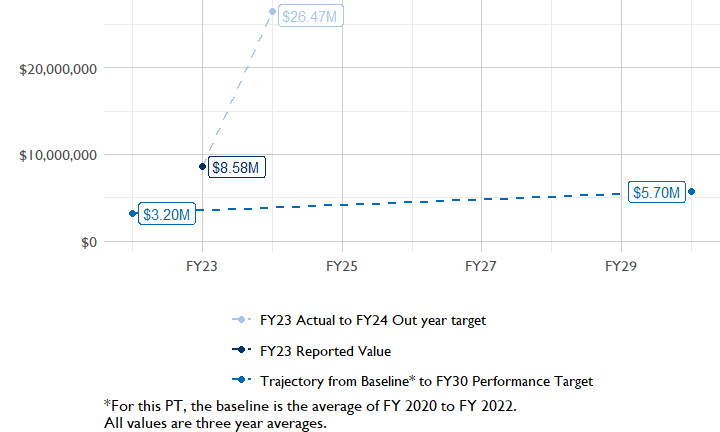 $26.47M
$20,000,000
$10,000,000
$8.58M
$5.70M
$3.20M
$0
FY23 FY25 FY27 FY29
FY23 Actual to FY24 Out year target
FY23 Reported Value
Trajectory from Baseline* to FY30 Performance Target
*For this PT, the baseline is the average of FY 2020 to FY 2022.
All values are three year averages.